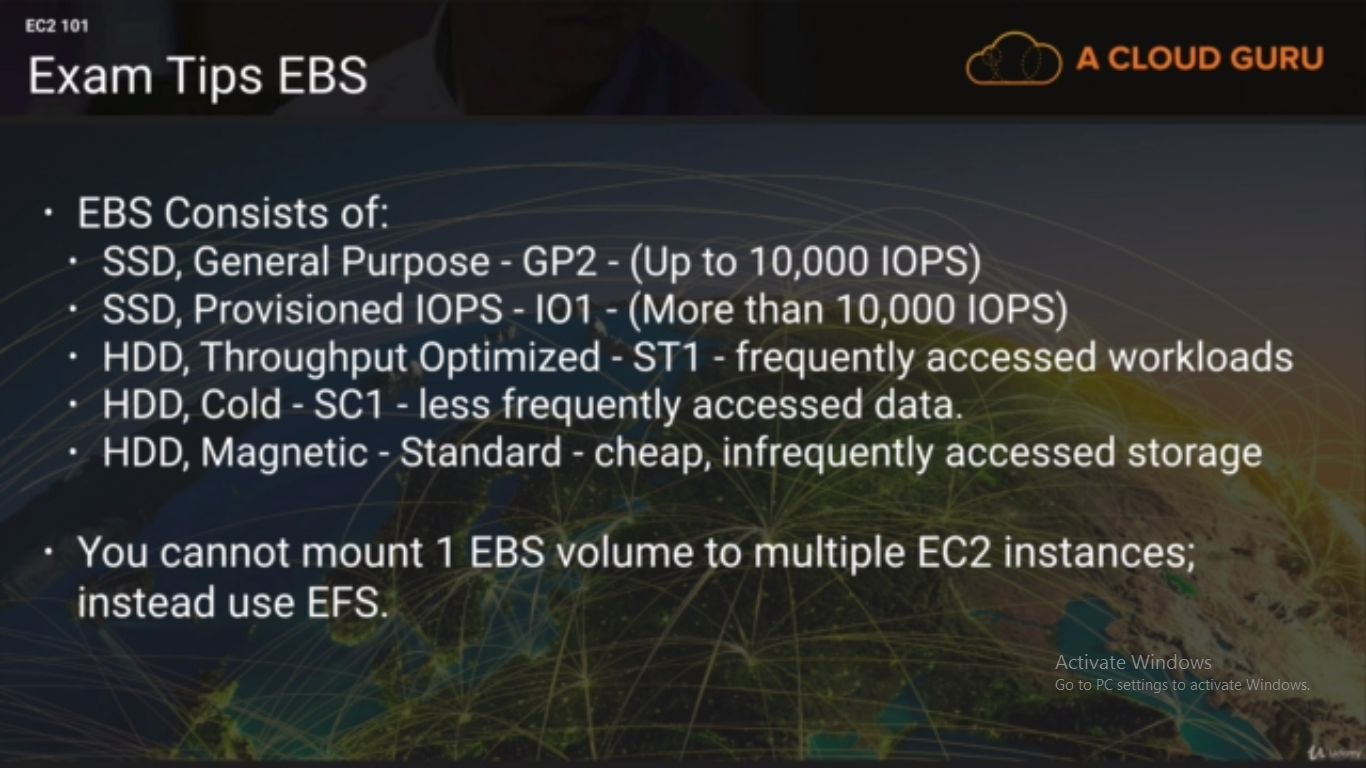 EC2 101
Exam Tips EBS
A CLOUD GURU
• EBS Consists of:
• SSD, General Purpose - GP2 - (Up to 10,000 IOPS)
• SSD, Provisioned IOPS - IO1 - (More than 10,000 IOPS)
• HDD, Throughput Optimized - ST1 - frequently accessed workloads
• HDD, Cold - SC1 - less frequently accessed data.
• HDD, Magnetic - Standard - cheap, infrequently accessed storage
• You cannot mount 1 EBS volume to multiple EC2 instances;
instead use EFS.
Activate Windows
Go to PC settings to activate Windows.
Udemy